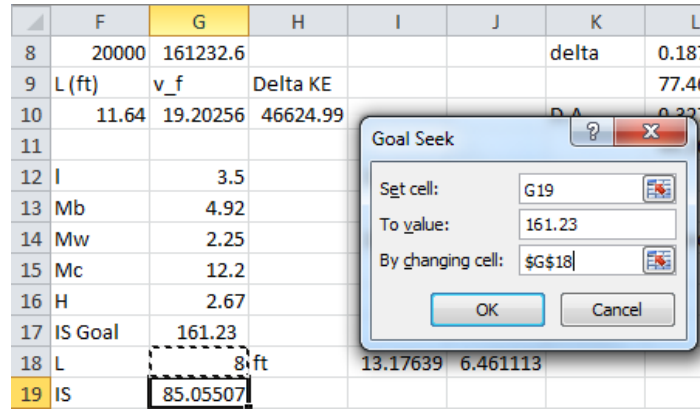 F G H I J K L
8 20000 161232.6 delta 0.18
9 L (ft) v_f Delta KE 77.4
10 11.64 19.20256 46624.99
11
12 l 3.5
13 Mb 4.92
14 Mw 2.25
15 Mc 12.2
16 H 2.67
17 IS Goal 161.23
18 L 8 ft 13.17639 6.461113
19 IS 85.05507
Goal Seek
Set cell: G19
To value: 161.23
By changing cell: $G$18
OK Cancel